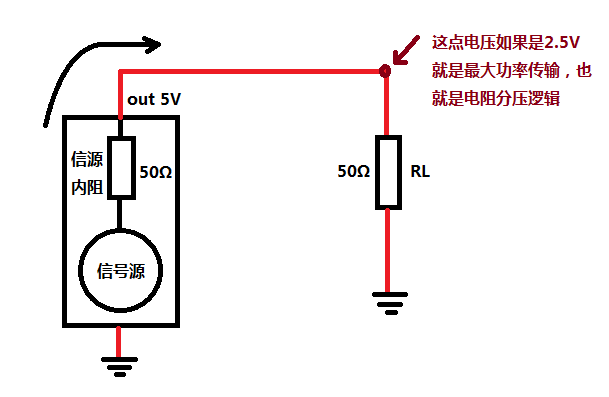 这点电压如果是2.5V
就是最大功率传输，也
就是电阻分压逻辑
out 5V
信源
内阻
50Ω
50Ω
RL
信号源